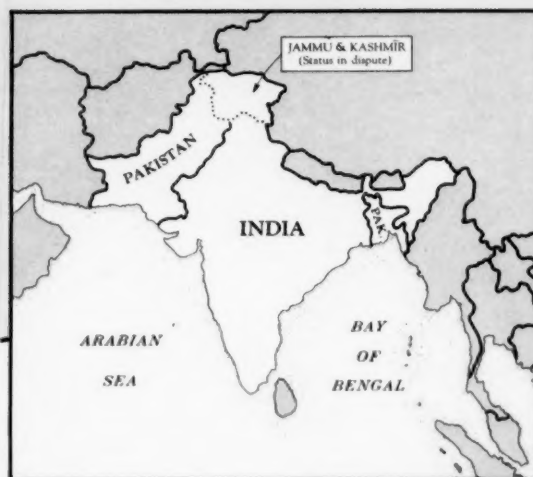 JAMMU & KASHMĪR
(Status in dispute)
PAKISTAN
INDIA
PAK.
ARABIAN
SEA
BAY
OF
BENGAL